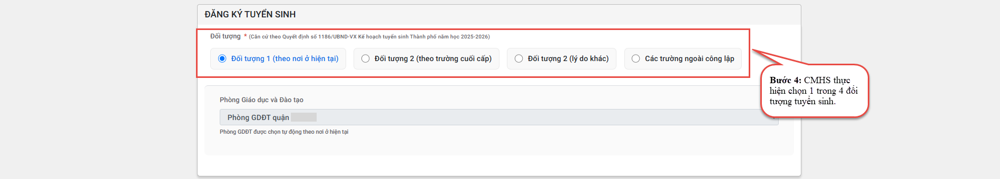 ĐĂNG KÝ TUYỂN SINH
Đối tượng * (Căn cứ theo Quyết định số 1186/UBND-VX Kế hoạch tuyển sinh Thành phố năm học 2025-2026)
Đối tượng 1 (theo nơi ở hiện tại)
Đối tượng 2 (theo trường cuối cấp)
Đối tượng 2 (lý do khác)
Các trường ngoài công lập
Bước 4: CMHS thực
hiện chọn 1 trong 4 đối
tượng tuyển sinh.
Phòng Giáo dục và Đào tạo
Phòng GDĐT quận
Phòng GDĐT được chọn tự động theo nơi ở hiện tại